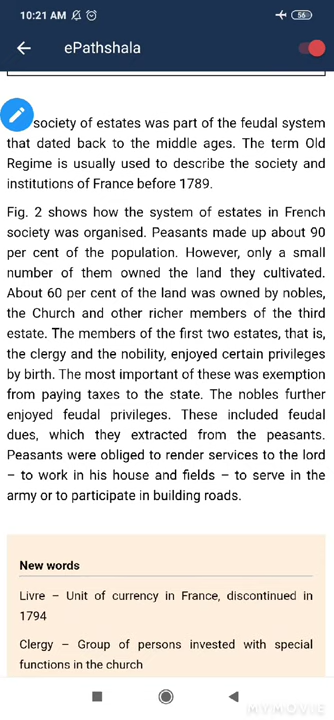 10:21 AM
56
ePathshala
society of estates was part of the feudal system
that dated back to the middle ages. The term Old
Regime is usually used to describe the society and
institutions of France before 1789.
Fig. 2 shows how the system of estates in French
society was organised. Peasants made up about 90
per cent of the population. However, only a small
number of them owned the land they cultivated.
About 60 per cent of the land was owned by nobles,
the Church and other richer members of the third
estate. The members of the first two estates, that is,
the clergy and the nobility, enjoyed certain privileges
by birth. The most important of these was exemption
from paying taxes to the state. The nobles further
enjoyed feudal privileges. These included feudal
dues, which they extracted from the peasants.
Peasants were obliged to render services to the lord
– to work in his house and fields – to serve in the
army or to participate in building roads.
New words
Livre – Unit of currency in France, discontinued in
1794
Clergy – Group of persons invested with special
functions in the church
MYMOVIE